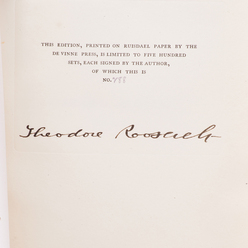 THIS EDITION, PRINTED ON RUISDAEL PAPER BY THE
DE VINNE PRESS, IS LIMITED TO FIVE HUNDRED
SETS, EACH SIGNED BY THE AUTHOR,
OF WHICH THIS IS
NO.
Theodore Roosevelt